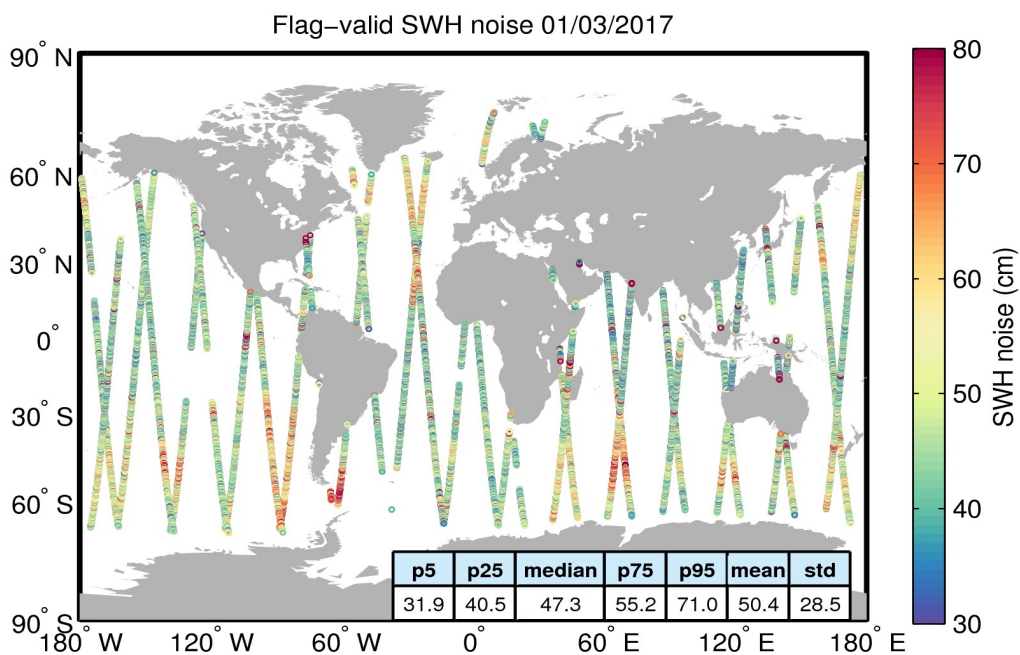 Flag−valid SWH noise 01/03/2017
90° N
60° N
30° N
0°
30° S
60° S
90° S
180° W
120° W
60° W
0°
60° E
120° E
180° E
p5 p25 median p75 p95 mean std
31.9 40.5 47.3 55.2 71.0 50.4 28.5
80
70
60
50
40
30
SWH noise (cm)